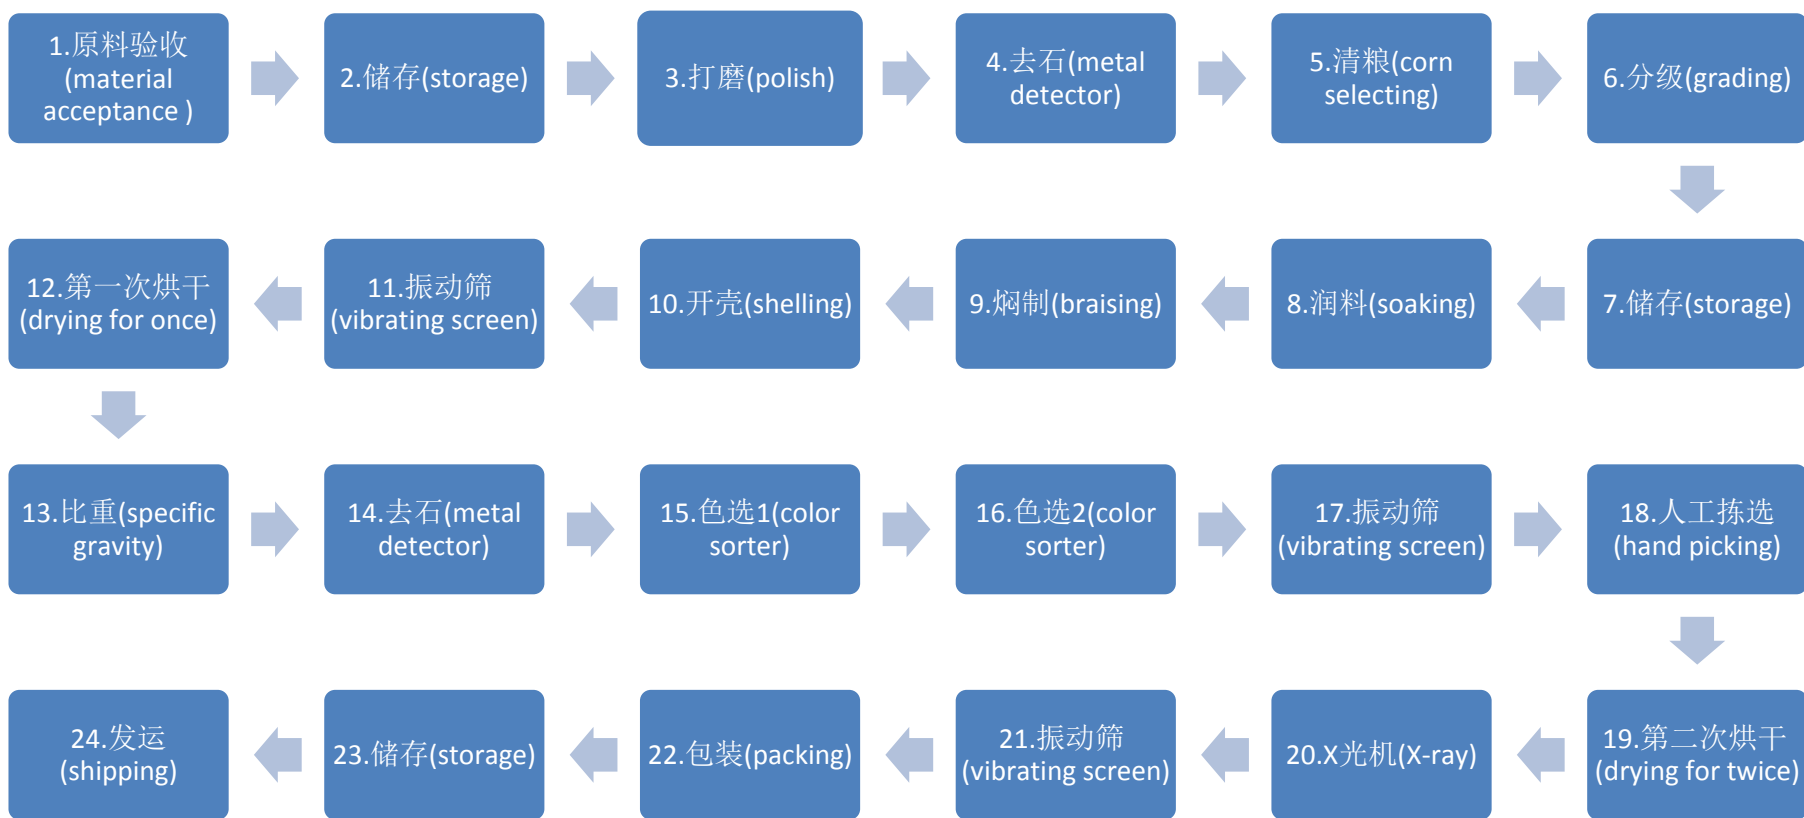 1.原料验收
(material
acceptance )
2.储存(storage)
3.打磨(polish)
4.去石(metal
detector)
5.清粮(corn
selecting)
6.分级(grading)
7.储存(storage)
8.润料(soaking)
9.焖制(braising)
10.开壳(shelling)
11.振动筛
(vibrating screen)
12.第一次烘干
(drying for once)
13.比重(specific
gravity)
14.去石(metal
detector)
15.色选1(color
sorter)
16.色选2(color
sorter)
17.振动筛
(vibrating screen)
18.人工拣选
(hand picking)
19.第二次烘干
(drying for twice)
20.X光机(X-ray)
21.振动筛
(vibrating screen)
22.包装(packing)
23.储存(storage)
24.发运
(shipping)